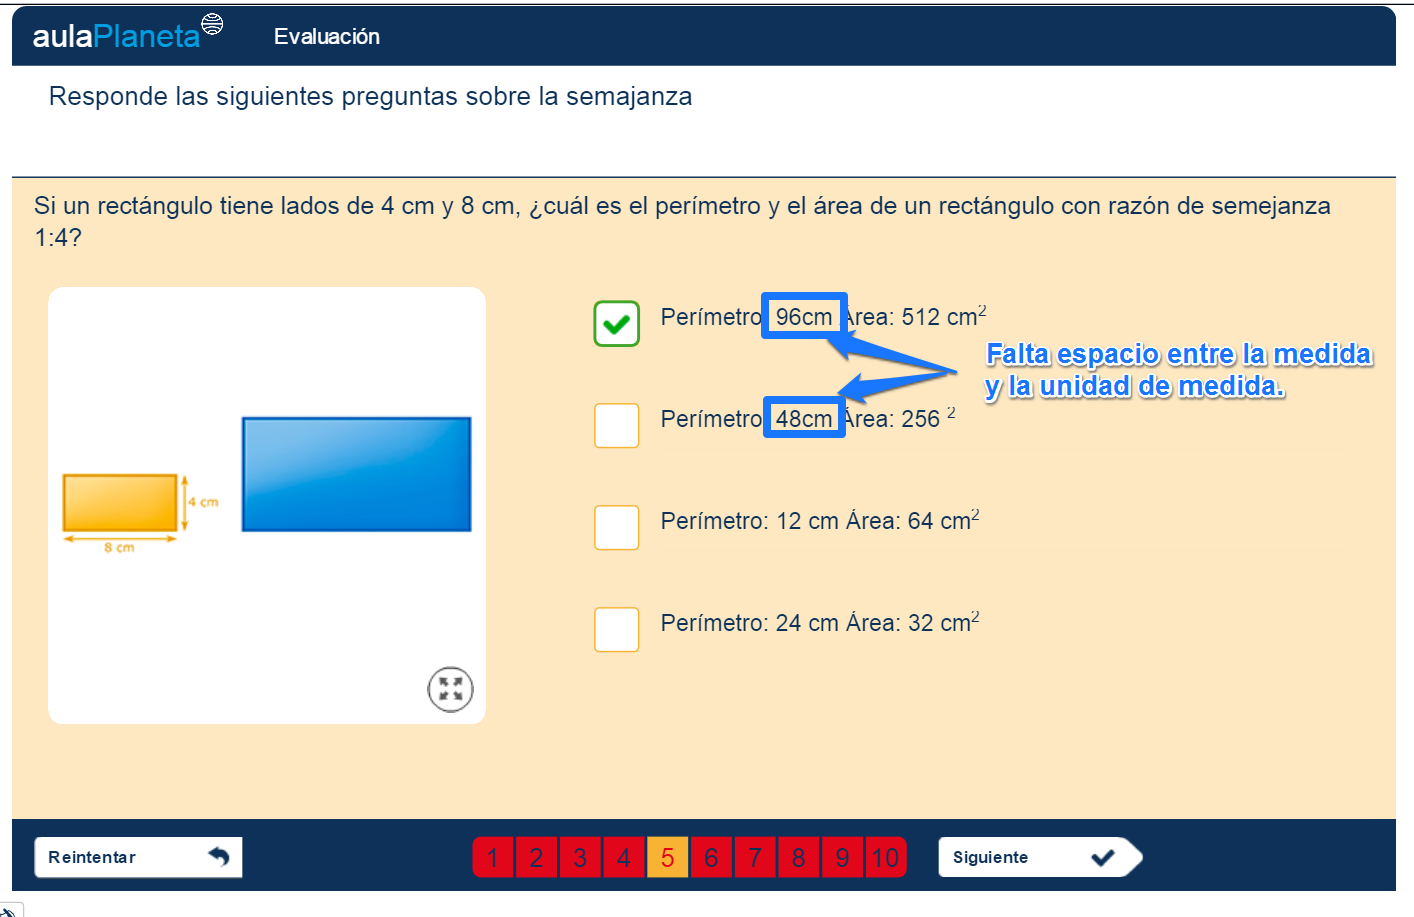 aulaPlaneta Evaluación
Responde las siguientes preguntas sobre la semajanza
Si un rectángulo tiene lados de 4 cm y 8 cm, ¿cuál es el perímetro y el área de un rectángulo con razón de semejanza
1:4?
4 cm
8 cm
Perímetro 96cm Área: 512 cm²
Falta espacio entre la medida
y la unidad de medida.
Perímetro 48cm Área: 256 ²
Perímetro: 12 cm Área: 64 cm²
Perímetro: 24 cm Área: 32 cm²
Reintentar 1 2 3 4 5 6 7 8 9 10 Siguiente